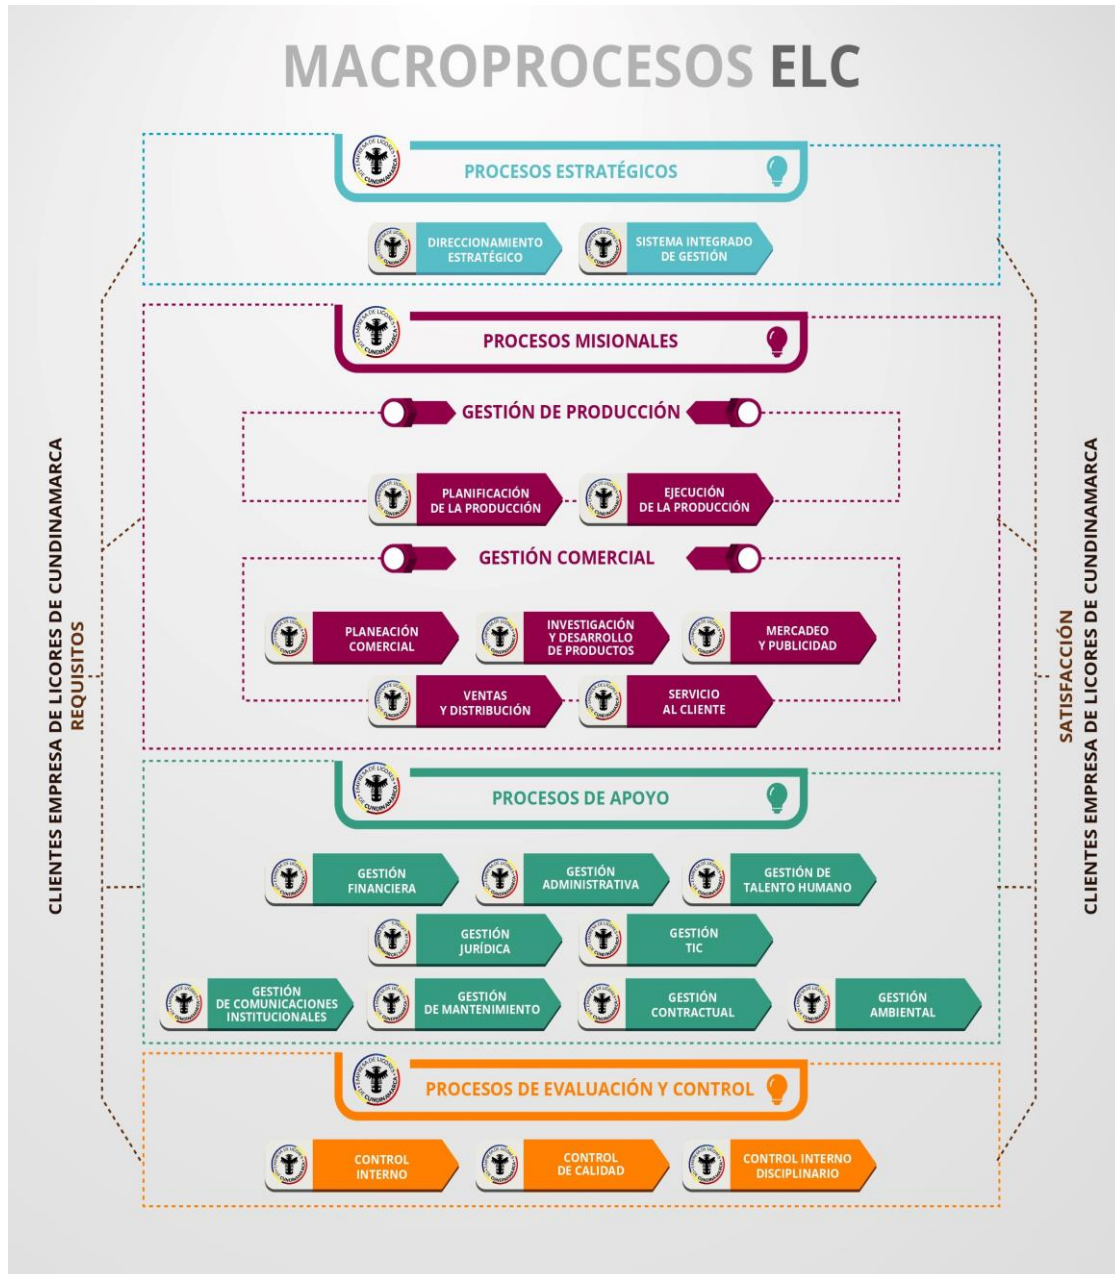 MACROPROCESOS ELC
PROCESOS ESTRATÉGICOS
DIRECCIONAMIENTO
ESTRATÉGICO
SISTEMA INTEGRADO
DE GESTIÓN
PROCESOS MISIONALES
GESTIÓN DE PRODUCCIÓN
PLANIFICACIÓN
DE LA PRODUCCIÓN
EJECUCIÓN
DE LA PRODUCCIÓN
GESTIÓN COMERCIAL
PLANEACIÓN
COMERCIAL
INVESTIGACIÓN
Y DESARROLLO
DE PRODUCTOS
MERCADEO
Y PUBLICIDAD
VENTAS
Y DISTRIBUCIÓN
SERVICIO
AL CLIENTE
PROCESOS DE APOYO
GESTIÓN
FINANCIERA
GESTIÓN
ADMINISTRATIVA
GESTIÓN DE
TALENTO HUMANO
GESTIÓN
JURÍDICA
GESTIÓN
TIC
GESTIÓN
DE COMUNICACIONES
INSTITUCIONALES
GESTIÓN
DE MANTENIMIENTO
GESTIÓN
CONTRACTUAL
GESTIÓN
AMBIENTAL
PROCESOS DE EVALUACIÓN Y CONTROL
CONTROL
INTERNO
CONTROL
DE CALIDAD
CONTROL INTERNO
DISCIPLINARIO
CLIENTES EMPRESA DE LICORES DE CUNDINAMARCA
REQUISITOS
SATISFACCIÓN
CLIENTES EMPRESA DE LICORES DE CUNDINAMARCA